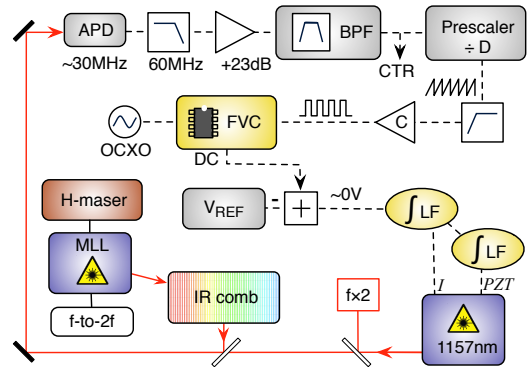 APD
BPF
Prescaler
÷ D
~30MHz
60MHz
+23dB
CTR
FVC
C
OCXO
DC
H-maser
VREF
-
+
~0V
∫ LF
MLL
∫ LF
IR comb
f×2
I
PZT
f-to-2f
1157nm